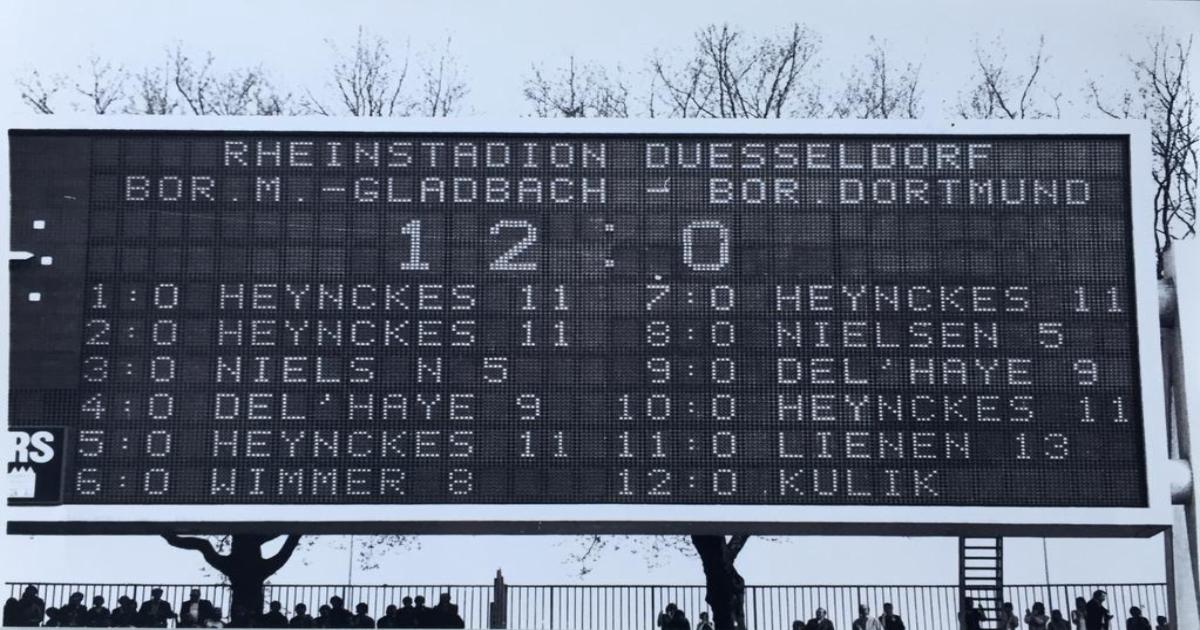 RHEINSTADION DUESSELDORF
BOR.M.-GLADBACH - BOR.DORTMUND
12:0
1:0 HEYNCKES 11 7:0 HEYNCKES 11
2:0 HEYNCKES 11 8:0 NIELSEN 5
3:0 NIELS N 5 9:0 DEL'HAYE 9
4:0 DEL'HAYE 9 10:0 HEYNCKES 11
5:0 HEYNCKES 11 11:0 LIENEN 13
6:0 WIMMER 8 12:0 KULIK
RS